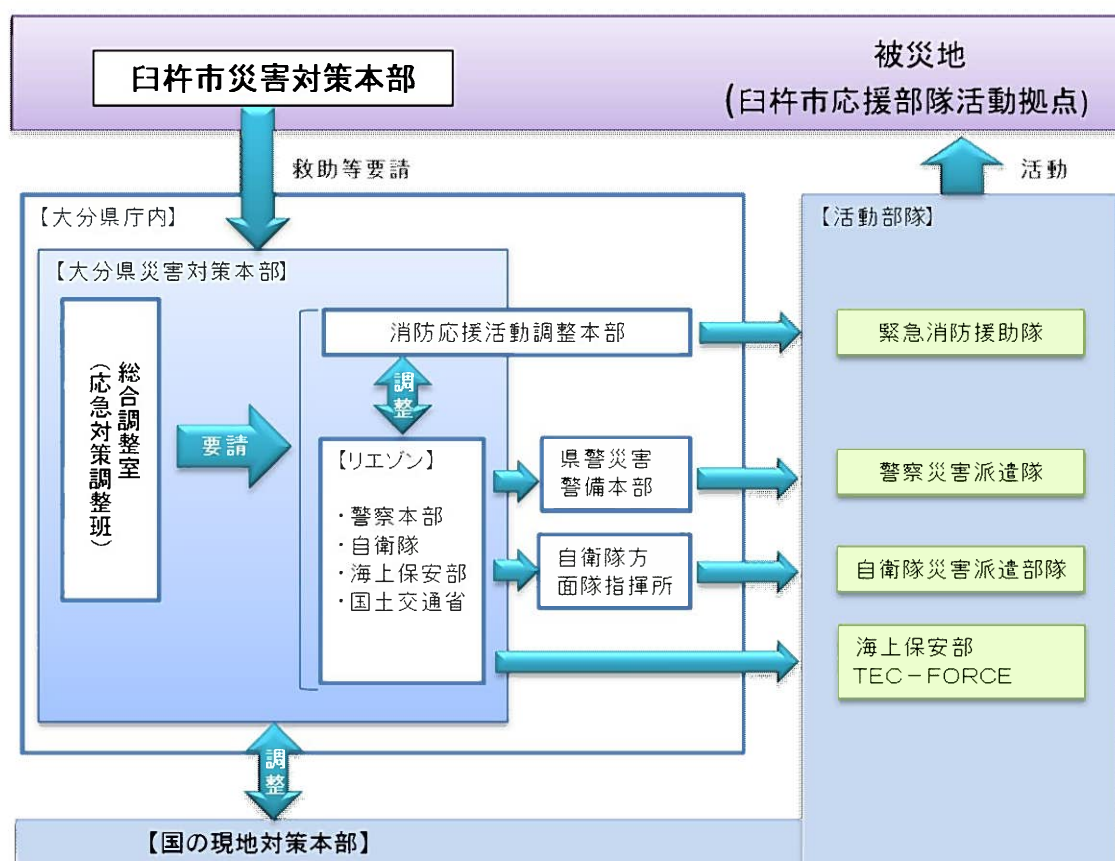 臼杵市災害対策本部
被災地
(臼杵市応援部隊活動拠点)
救助等要請
活動
【大分県庁内】
【活動部隊】
【大分県災害対策本部】
総合調整室
(応急対策調整班)
要請
消防応援活動調整本部
調整
【リエゾン】
・警察本部
・自衛隊
・海上保安部
・国土交通省
県警災害
警備本部
自衛隊方
面隊指揮所
緊急消防援助隊
警察災害派遣隊
自衛隊災害派遣部隊
海上保安部
TEC-FORCE
調整
【国の現地対策本部】